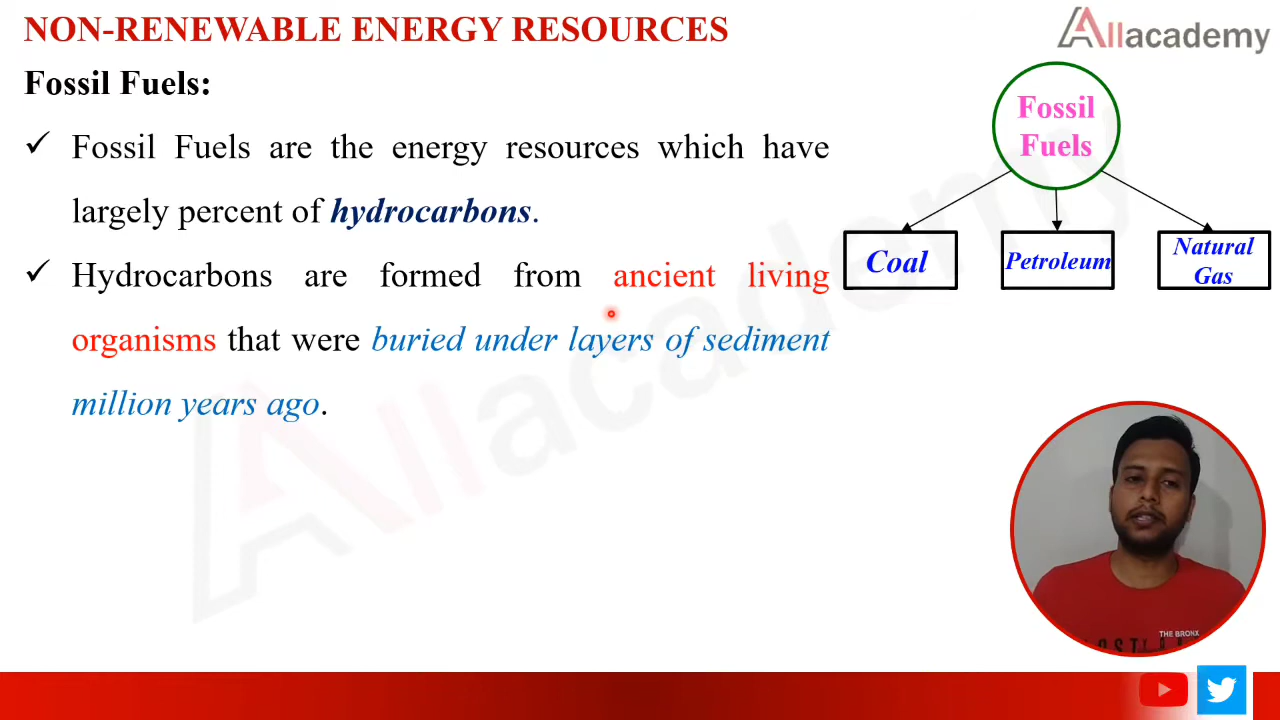 NON-RENEWABLE ENERGY RESOURCES
Allacademy
Fossil Fuels:
Fossil Fuels are the energy resources which have
largely percent of hydrocarbons.
Hydrocarbons are formed from ancient living
organisms that were buried under layers of sediment
million years ago.
Fossil
Fuels
Coal
Petroleum
Natural
Gas
Allacademy
THE BRONX